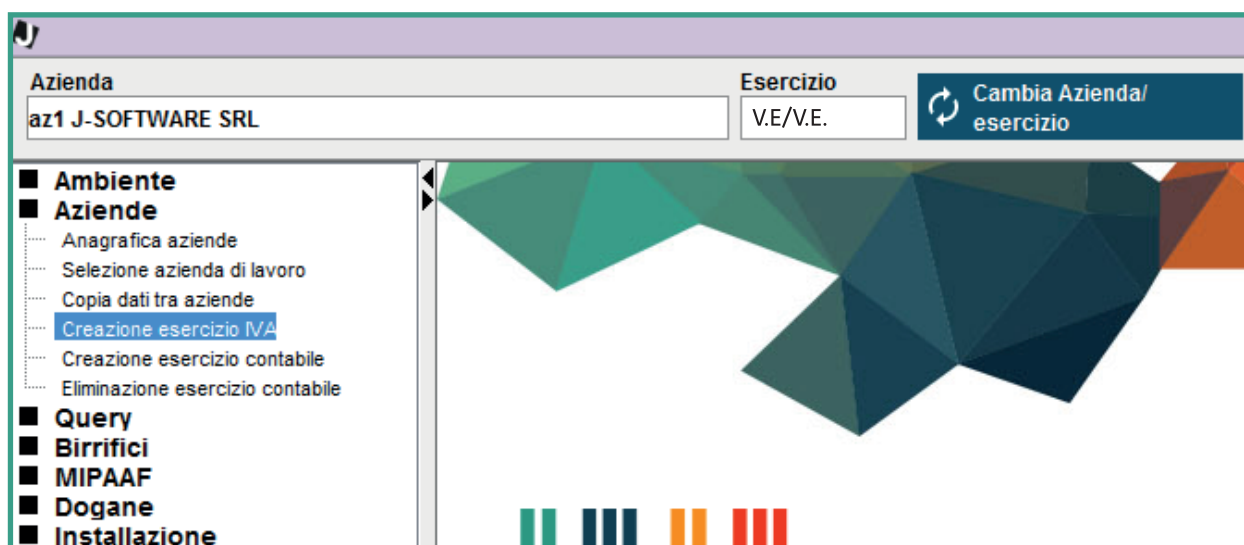 J
Azienda
Esercizio
az1 J-SOFTWARE SRL
V.E/V.E.
Cambia Azienda/
esercizio
Ambiente
Aziende
Anagrafica aziende
Selezione azienda di lavoro
Copia dati tra aziende
Creazione esercizio IVA
Creazione esercizio contabile
Eliminazione esercizio contabile
Query
Birrifici
MIPAAF
Dogane
Installazione